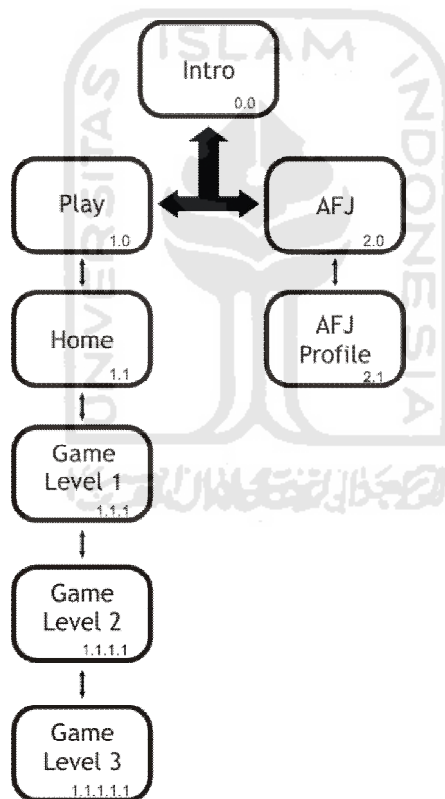 UNIVERSITAS ISLAM INDONESIA
Intro
0.0
Play
1.0
AFJ
2.0
Home
1.1
AFJ
Profile
2.1
Game
Level 1
1.1.1
Game
Level 2
1.1.1.1
Game
Level 3
1.1.1.1.1